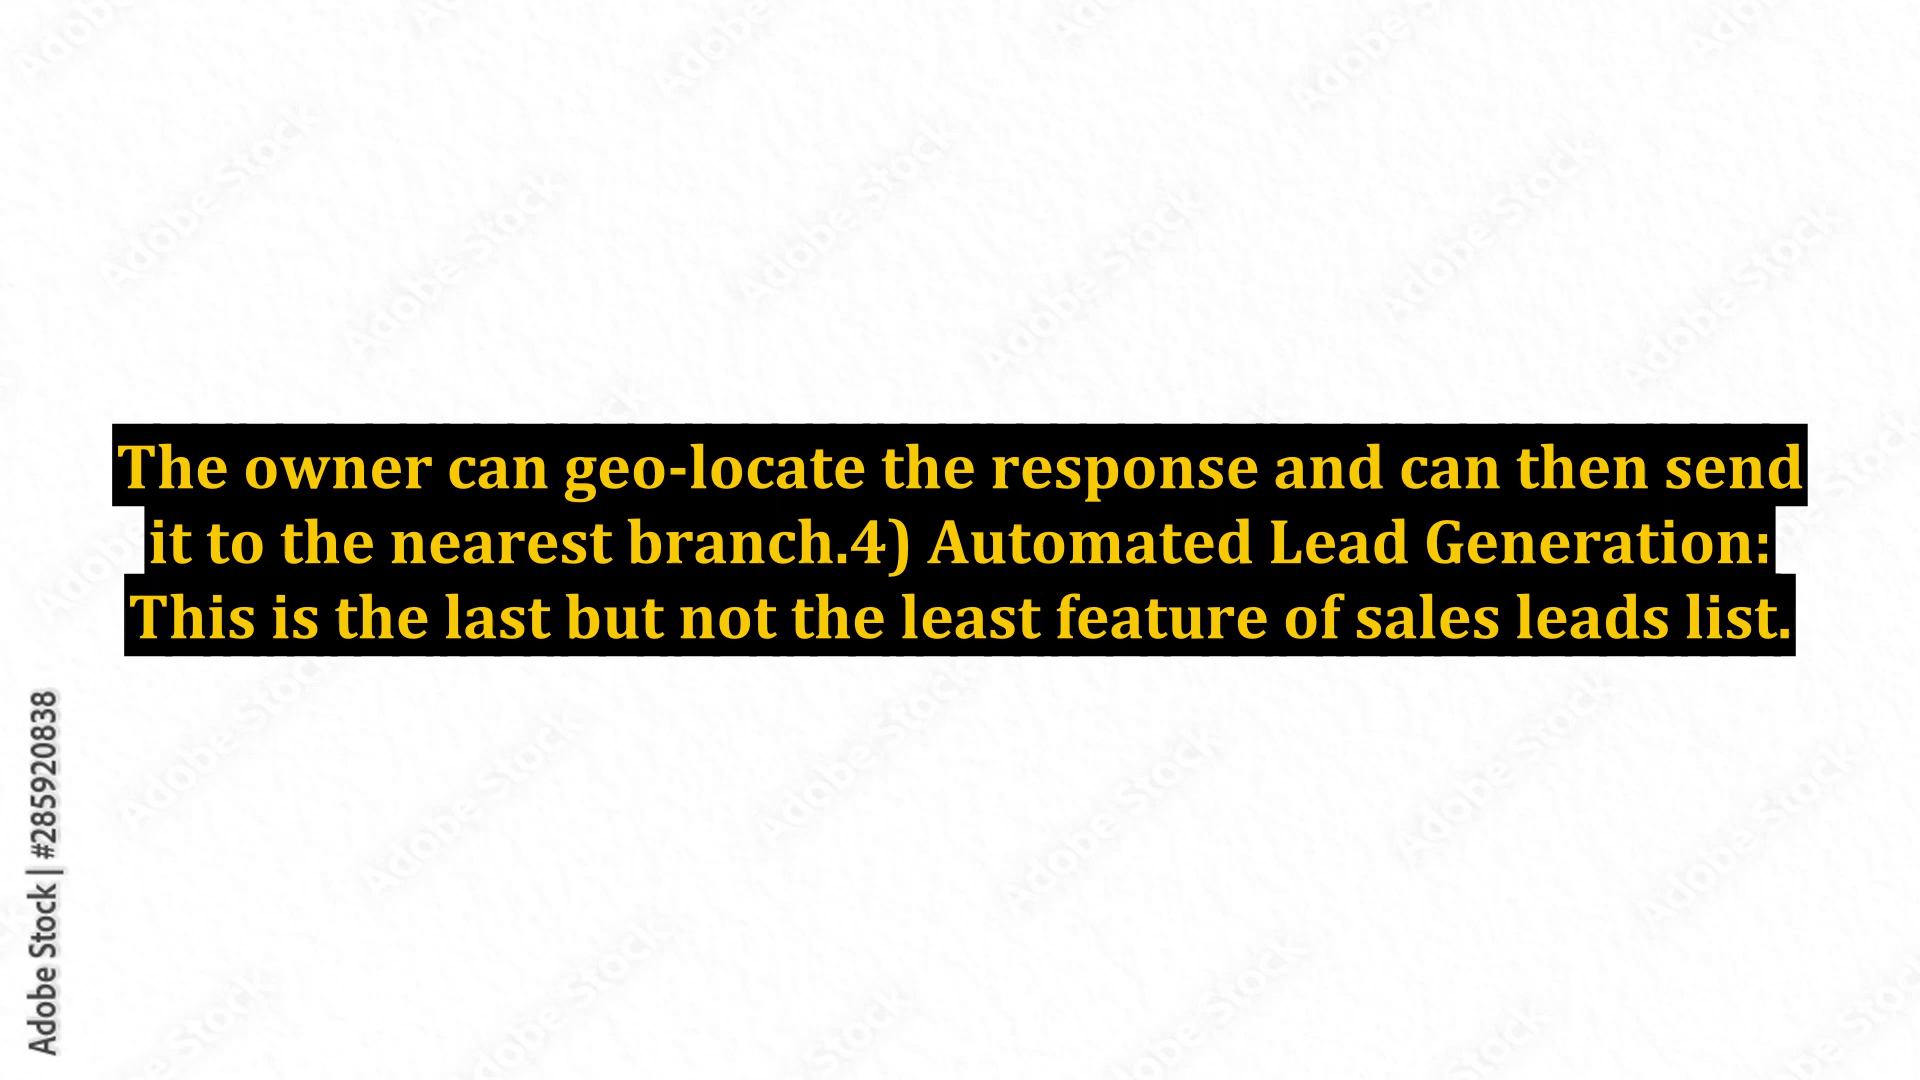 The owner can geo-locate the response and can then send
it to the nearest branch.4) Automated Lead Generation:
This is the last but not the least feature of sales leads list.
Adobe Stock | #285920838